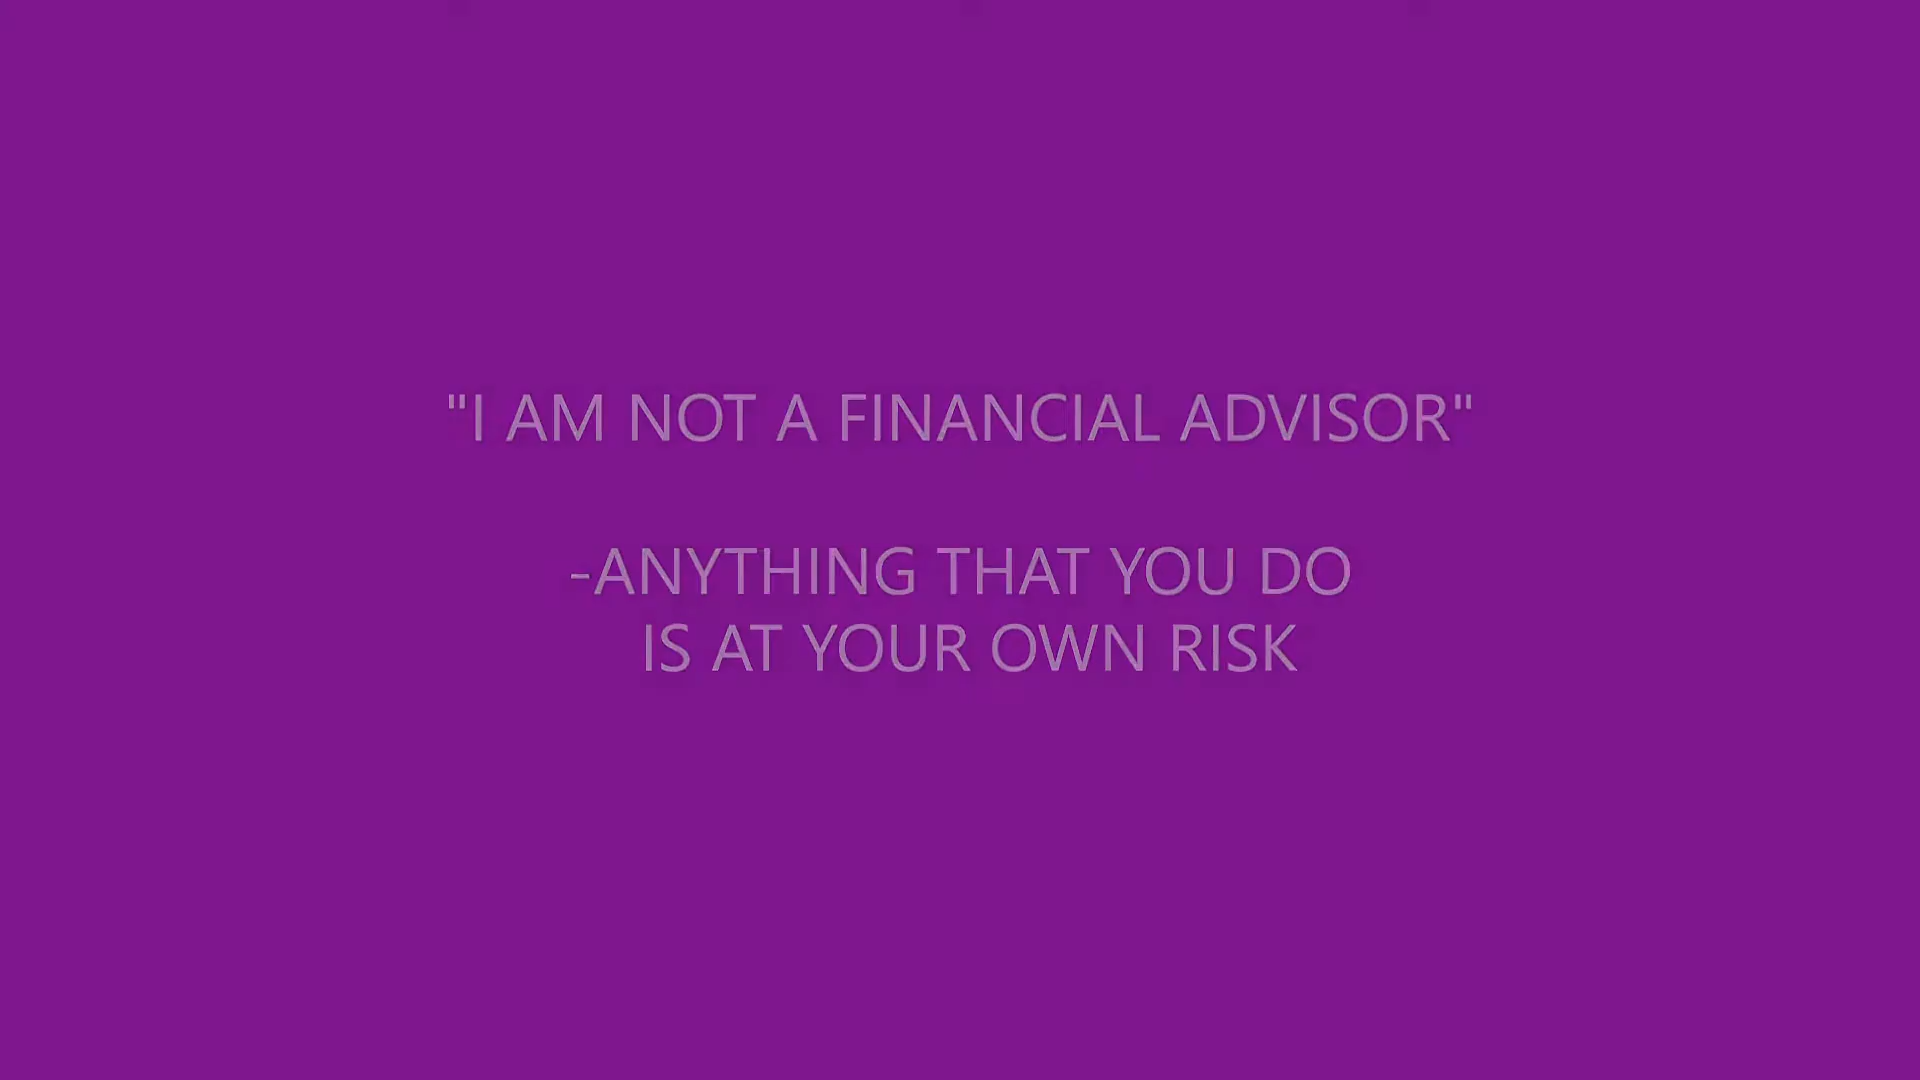 "I AM NOT A FINANCIAL ADVISOR"
-ANYTHING THAT YOU DO
IS AT YOUR OWN RISK